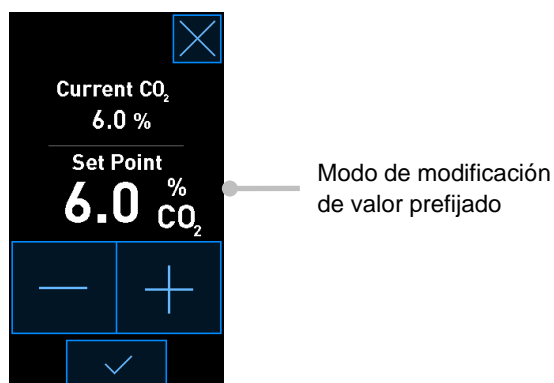 Current CO₂
6.0 %
Set Point
6.0 % CO₂
Modo de modificación
de valor prefijado